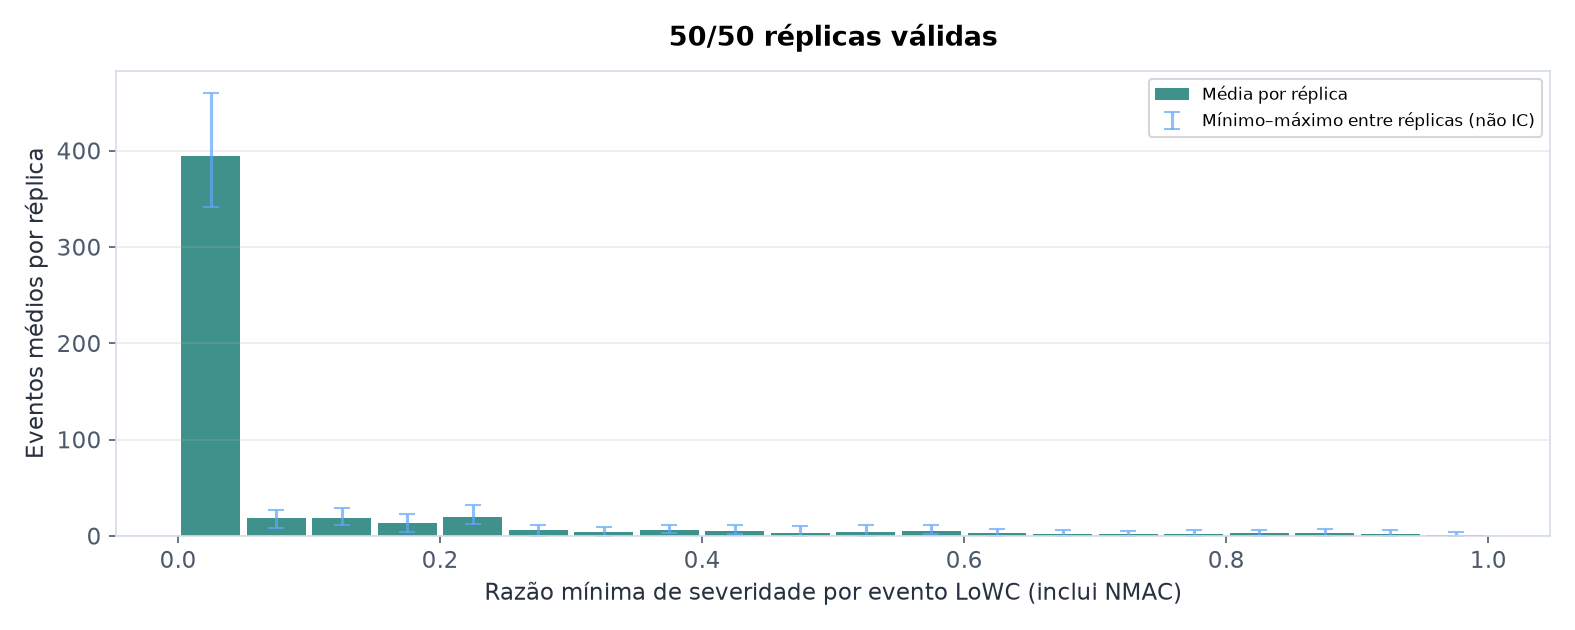 50/50 réplicas válidas
Média por réplica
Mínimo–máximo entre réplicas (não IC)
Eventos médios por réplica
400
300
200
100
0
0.0 0.2 0.4 0.6 0.8 1.0
Razão mínima de severidade por evento LoWC (inclui NMAC)